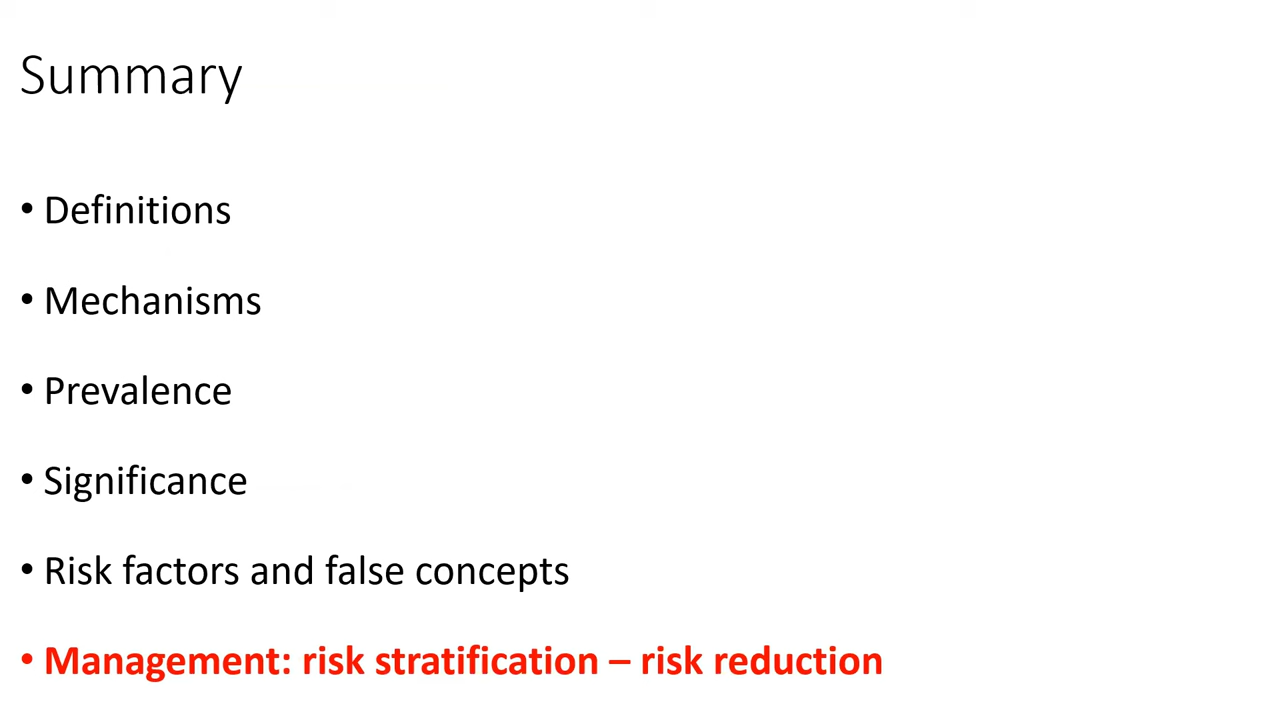 Summary
• Definitions
• Mechanisms
• Prevalence
• Significance
• Risk factors and false concepts
• Management: risk stratification – risk reduction